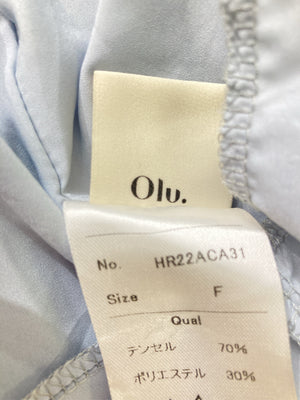 Olu.
No. HR22ACA31
Size F
Qual
テンセル 70%
ポリエステル 30%